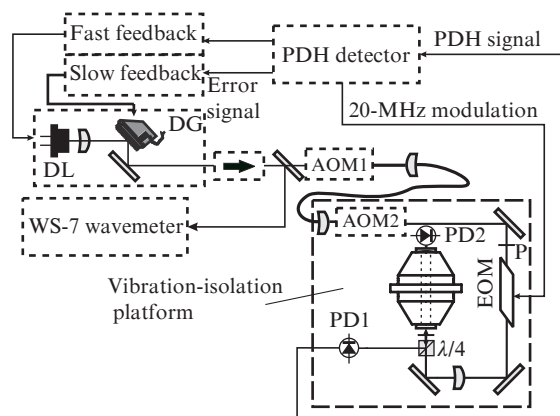 Fast feedback
PDH detector
PDH signal
Slow feedback
Error
signal
20-MHz modulation
DG
DL
AOM1
WS-7 wavemeter
AOM2
PD2
P
EOM
Vibration-isolation
platform
PD1
λ/4